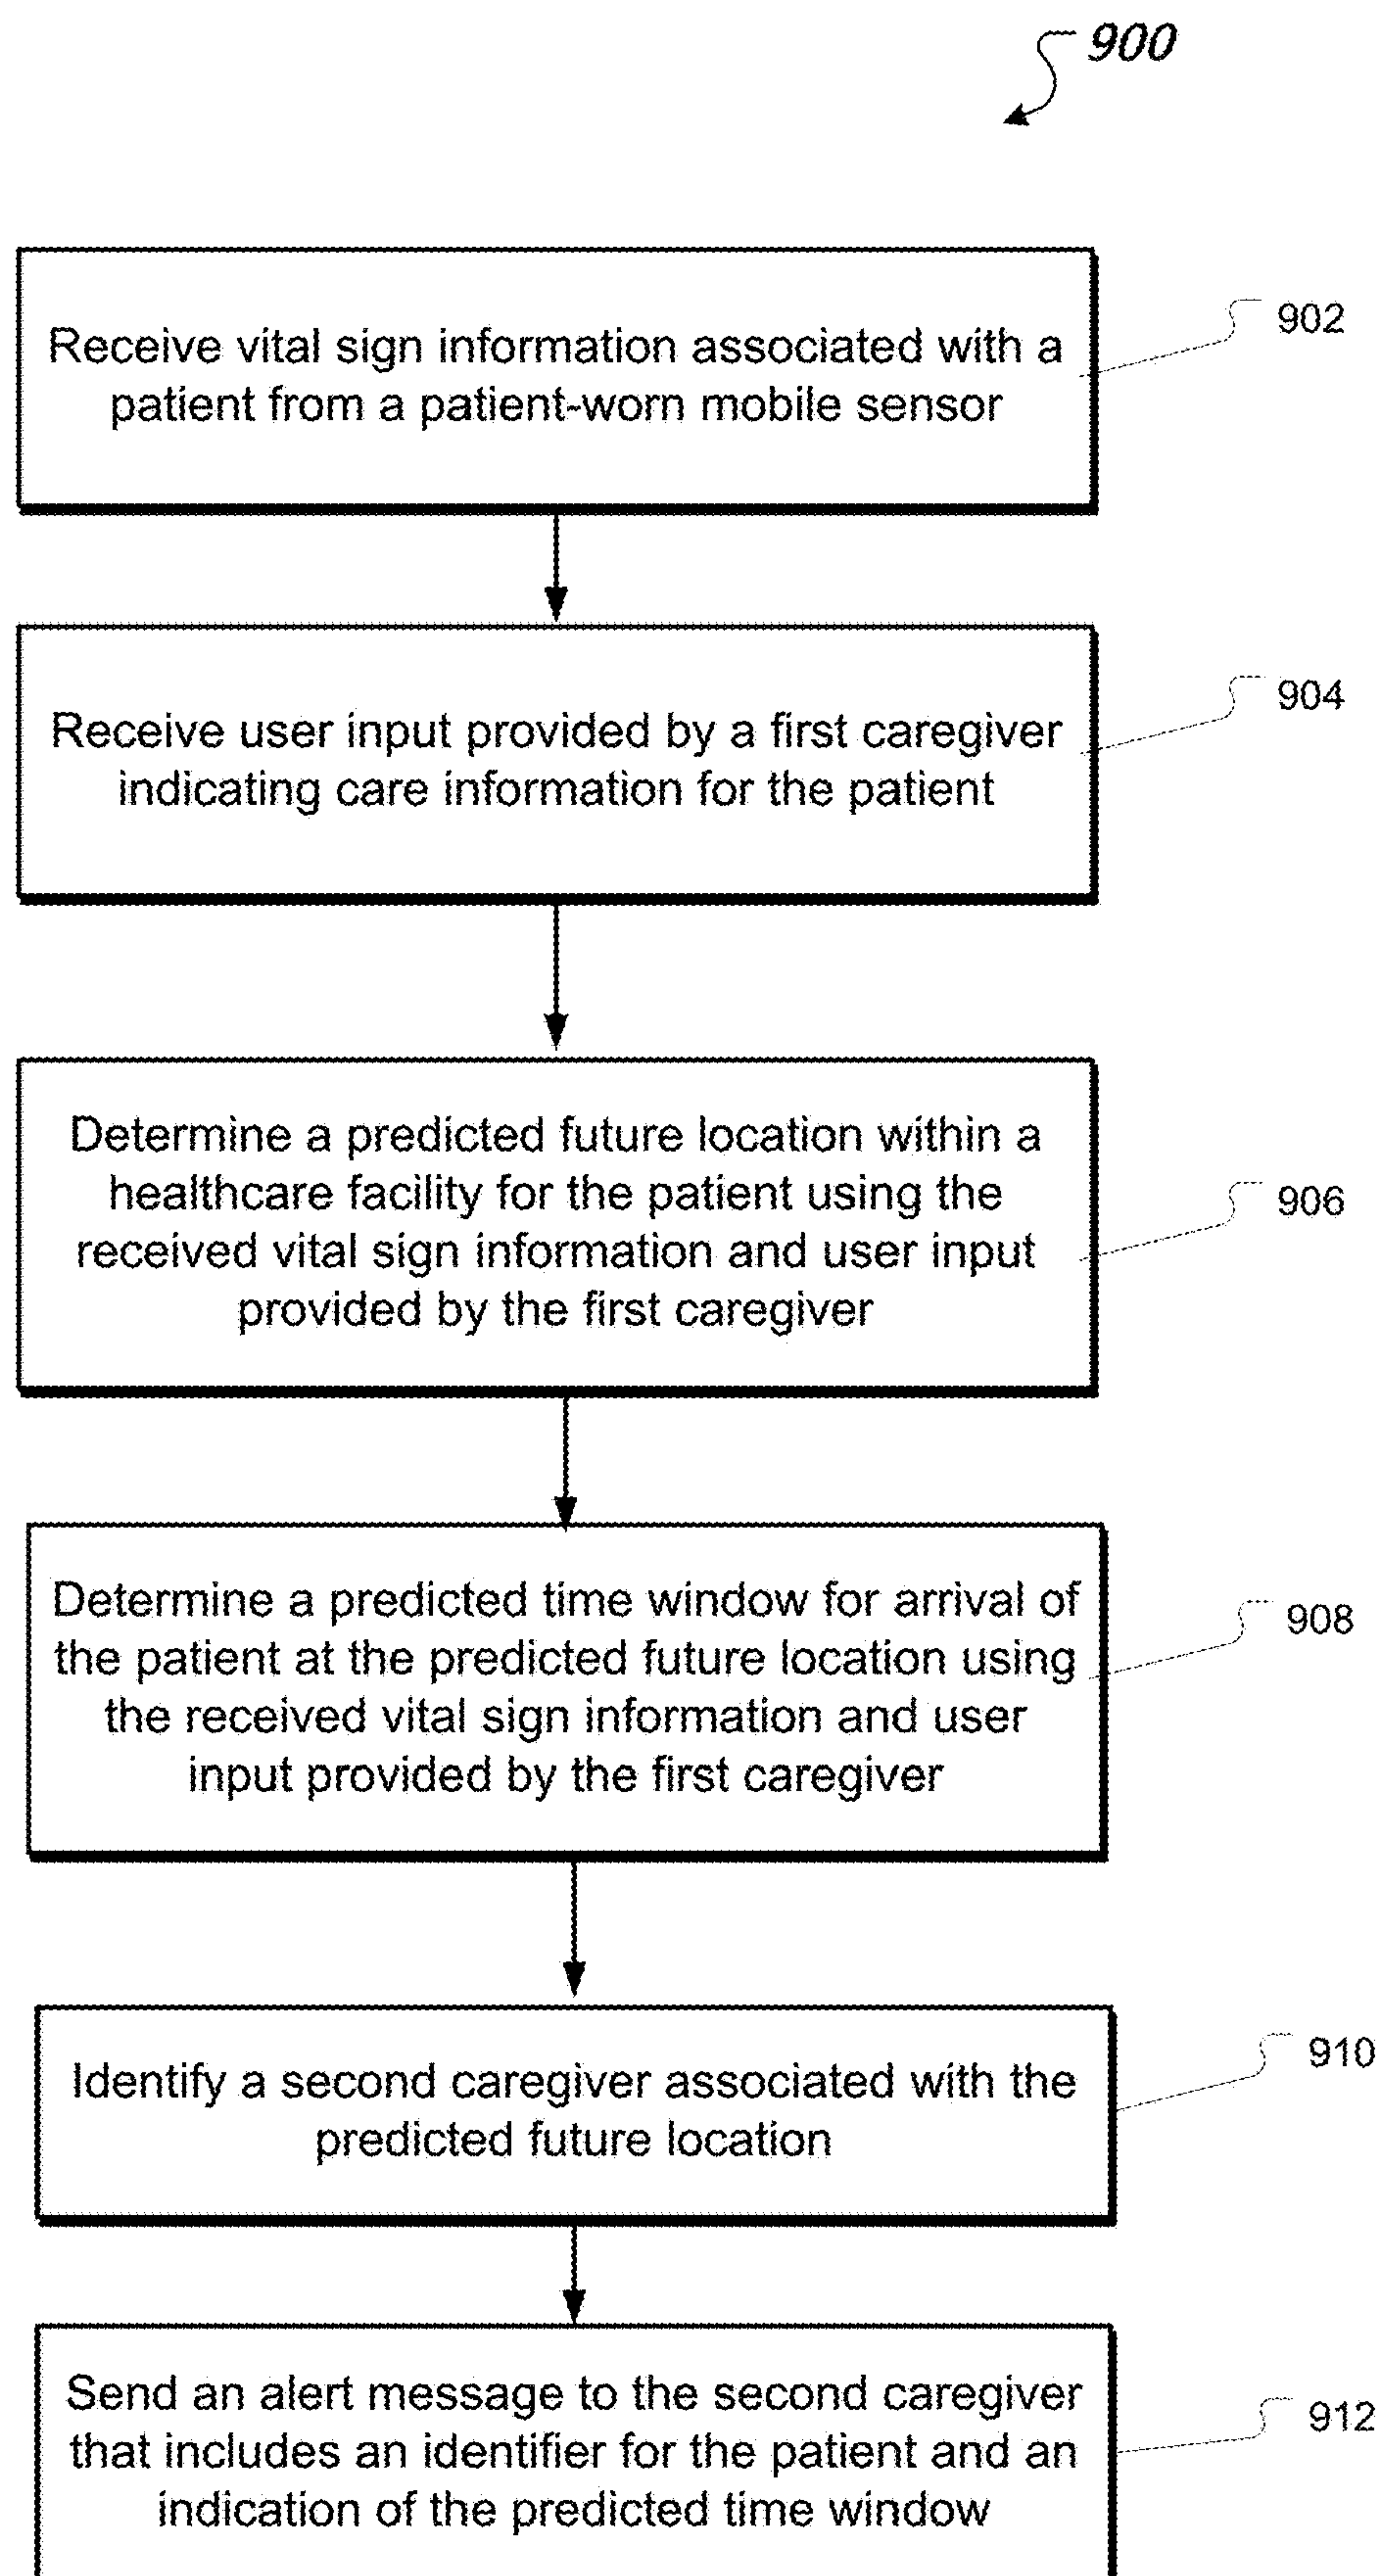 900
Receive vital sign information associated with a
patient from a patient-worn mobile sensor
902
Receive user input provided by a first caregiver
indicating care information for the patient
904
Determine a predicted future location within a
healthcare facility for the patient using the
received vital sign information and user input
provided by the first caregiver
906
Determine a predicted time window for arrival of
the patient at the predicted future location using
the received vital sign information and user
input provided by the first caregiver
908
Identify a second caregiver associated with the
predicted future location
910
Send an alert message to the second caregiver
that includes an identifier for the patient and an
indication of the predicted time window
912